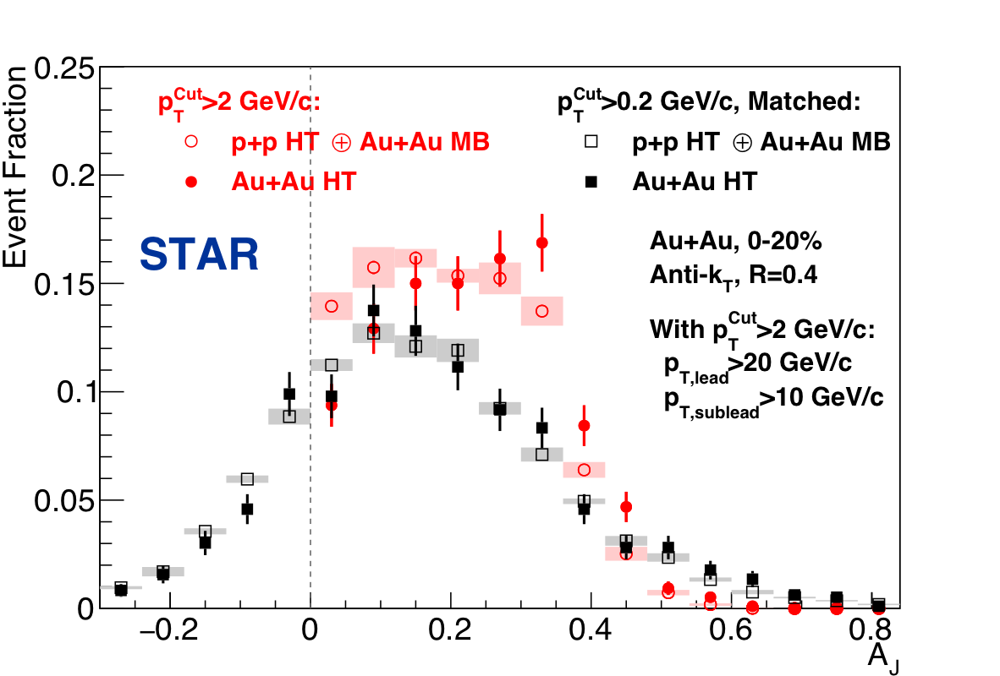 0.25
0.2
0.15
0.1
0.05
0
Event Fraction
p_T^Cut>2 GeV/c:
p+p HT ⊕ Au+Au MB
Au+Au HT
p_T^Cut>0.2 GeV/c, Matched:
p+p HT ⊕ Au+Au MB
Au+Au HT
STAR
Au+Au, 0-20%
Anti-k_T, R=0.4
With p_T^Cut>2 GeV/c:
p_T,lead>20 GeV/c
p_T,sublead>10 GeV/c
−0.2 0 0.2 0.4 0.6 0.8
A_J